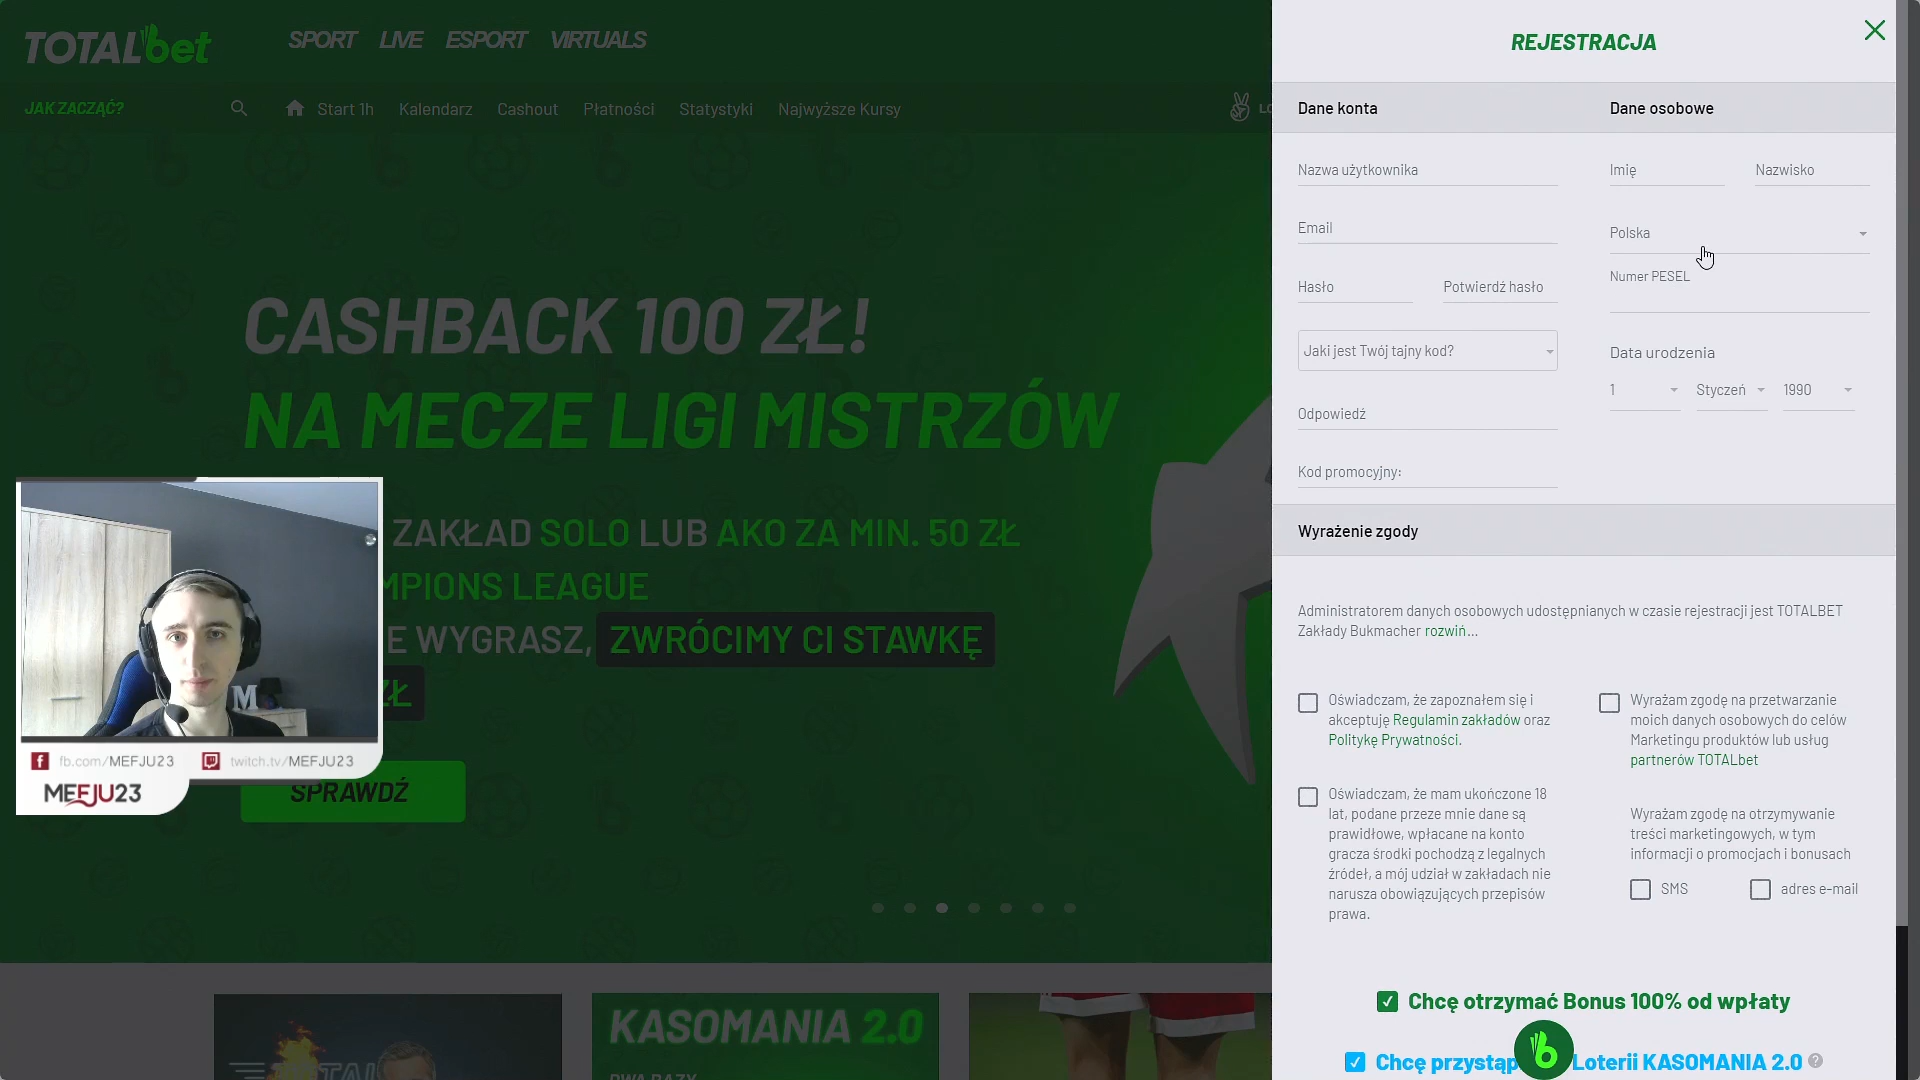 TOTALbet
SPORT LIVE ESPORT VIRTUALS
JAK ZACZĄĆ?
Start 1h Kalendarz Cashout Płatności Statystyki Najwyższe Kursy
CASHBACK 100 ZŁ!
NA MECZE LIGI MISTRZÓW
ZAKŁAD SOLO LUB AKO ZA MIN. 50 ZŁ
MPIONS LEAGUE
E WYGRASZ, ZWRÓCIMY CI STAWKĘ
ZŁ
SPRAWDŹ
M
fb.com/MEFJU23 twitch.tv/MEFJU23
MEFJU23
KASOMANIA 2.0
REJESTRACJA
Dane konta
Nazwa użytkownika
Email
Hasło Potwierdź hasło
Jaki jest Twój tajny kod?
Odpowiedź
Kod promocyjny:
Dane osobowe
Imię Nazwisko
Polska
Numer PESEL
Data urodzenia
1 Styczeń 1990
Wyrażenie zgody
Administratorem danych osobowych udostępnianych w czasie rejestracji jest TOTALBET
Zakłady Bukmacher rozwiń...
Oświadczam, że zapoznałem się i
akceptuję Regulamin zakładów oraz
Politykę Prywatności.
Oświadczam, że mam ukończone 18
lat, podane przeze mnie dane są
prawidłowe, wpłacane na konto
gracza środki pochodzą z legalnych
źródeł, a mój udział w zakładach nie
narusza obowiązujących przepisów
prawa.
Wyrażam zgodę na przetwarzanie
moich danych osobowych do celów
Marketingu produktów lub usług
partnerów TOTALbet
Wyrażam zgodę na otrzymywanie
treści marketingowych, w tym
informacji o promocjach i bonusach
SMS adres e-mail
Chcę otrzymać Bonus 100% od wpłaty
Chcę przystąp Loterii KASOMANIA 2.0